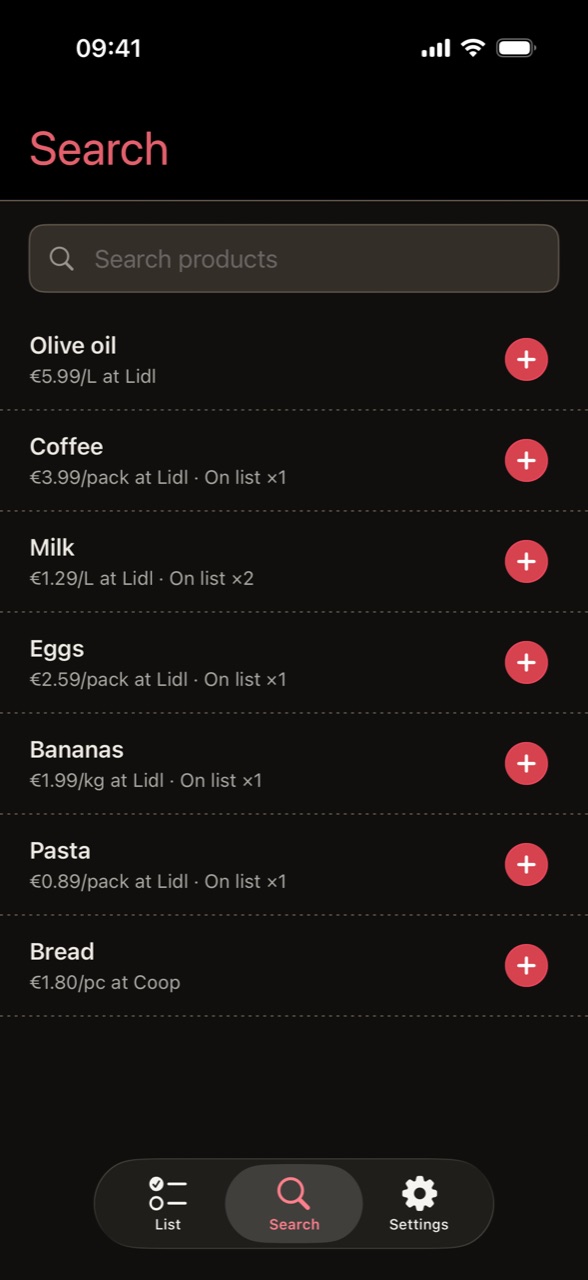 09:41
Search
Search products
Olive oil
€5.99/L at Lidl
Coffee
€3.99/pack at Lidl · On list ×1
Milk
€1.29/L at Lidl · On list ×2
Eggs
€2.59/pack at Lidl · On list ×1
Bananas
€1.99/kg at Lidl · On list ×1
Pasta
€0.89/pack at Lidl · On list ×1
Bread
€1.80/pc at Coop
List
Search
Settings